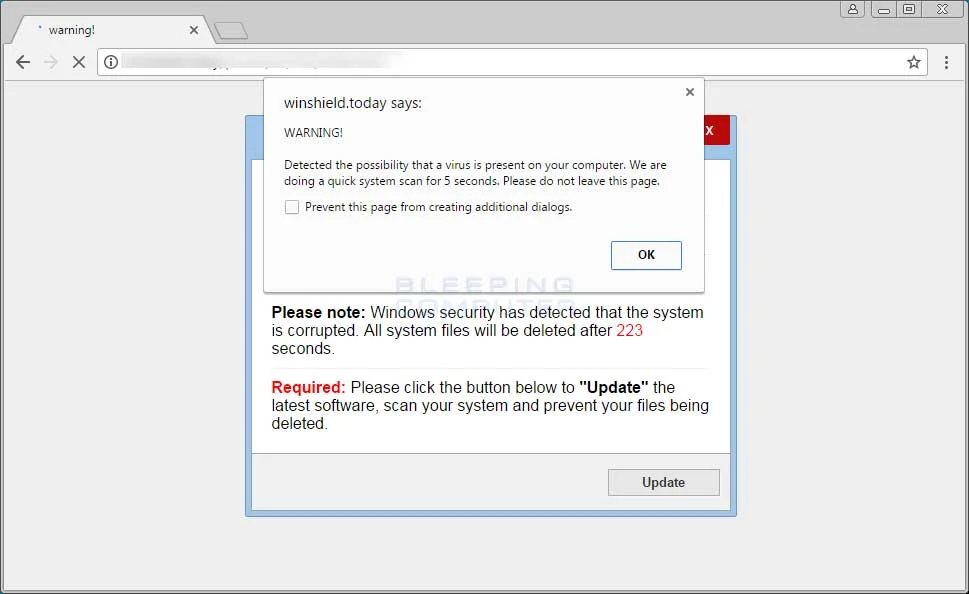 warning!
winshield.today says:
X
WARNING!
Detected the possibility that a virus is present on your computer. We are
doing a quick system scan for 5 seconds. Please do not leave this page.
Prevent this page from creating additional dialogs.
OK
BLEEPING
COMPUTER
Please note: Windows security has detected that the system
is corrupted. All system files will be deleted after 223
seconds.
Required: Please click the button below to "Update" the
latest software, scan your system and prevent your files being
deleted.
Update